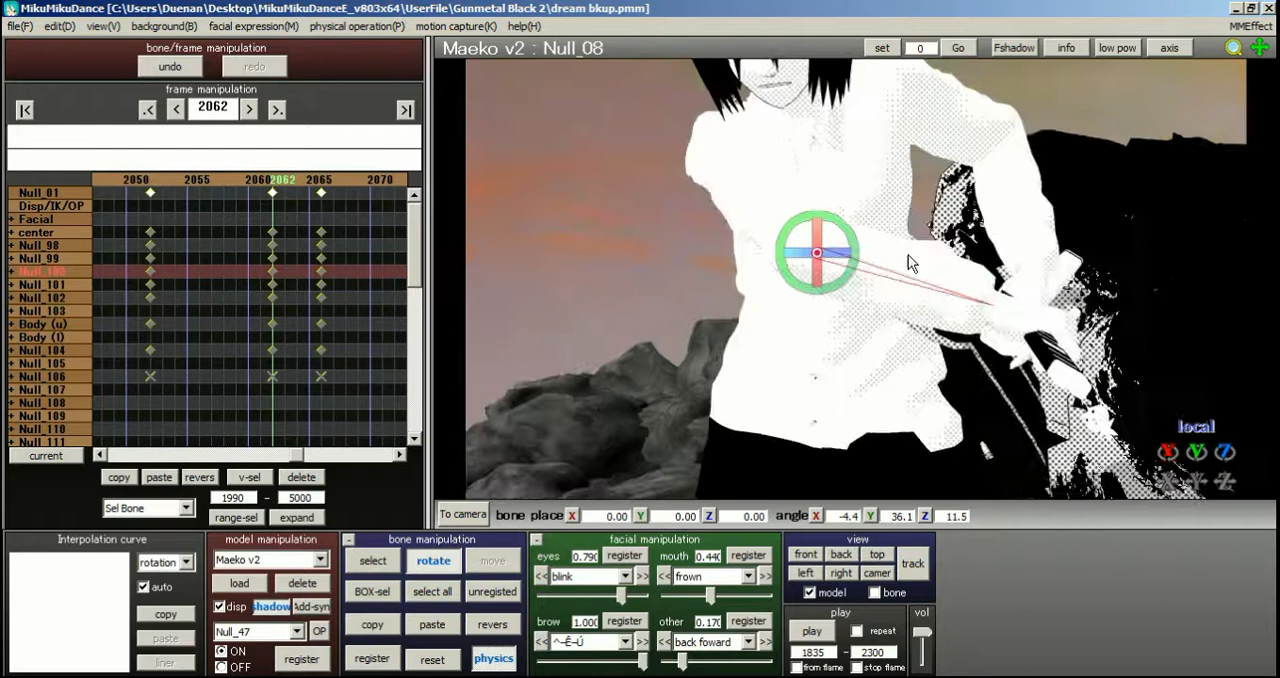 MikuMikuDance [C:\Users\Duenan\Desktop\MikuMikuDanceE_v803x64\UserFile\Gunmetal Black 2\dream bkup.pmm]
file(F) edit(D) view(V) background(B) facial expression(M) physical operation(P) motion capture(K) help(H) MMEffect
bone/frame manipulation
undo redo
frame manipulation
|< .< < 2062 > >. >|
2050 2055 2060 2062 2065 2070
Null_01
Disp/IK/OP
+ Facial
+ center
+ Null_98
+ Null_99
+ Null_100
+ Null_101
+ Null_102
+ Null_103
+ Body (u)
+ Body (l)
+ Null_104
+ Null_105
+ Null_106
+ Null_107
+ Null_108
+ Null_109
+ Null_110
+ Null_111
current
copy paste revers v-sel delete
Sel Bone 1990 - 5000
range-sel expand
Maeko v2 : Null_08
set 0 Go Fshadow info low pow axis
local
X Y Z
X Y Z
To camera bone place X 0.00 Y 0.00 Z 0.00 angle X -4.4 Y 36.1 Z 11.5
Interpolation curve
rotation
auto
copy
paste
liner
model manipulation
Maeko v2
load delete
disp shadow Add-syn
Null_47 OP
ON
OFF
register
- bone manipulation
select rotate move
BOX-sel select all unregisted
copy paste revers
register reset physics
- facial manipulation
eyes 0.790 register mouth 0.440 register
<< blink >> << frown >>
brow 1.000 register other 0.170 register
<< >> << back foward >>
view
front back top
left right camer
track
model bone
play
play repeat
1835 - 2300
from flame stop flame
vol